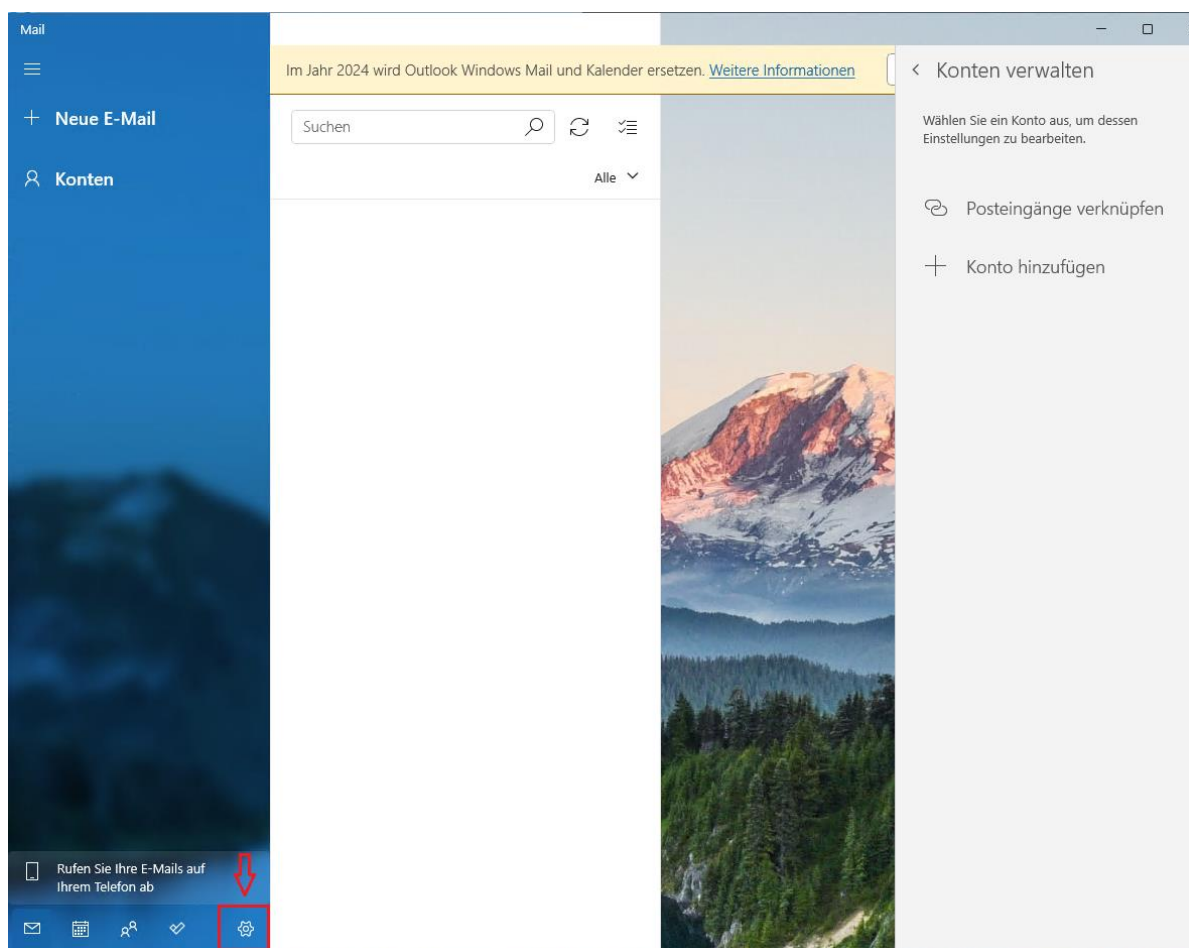 Mail
Im Jahr 2024 wird Outlook Windows Mail und Kalender ersetzen. Weitere Informationen
Neue E-Mail
Konten
Rufen Sie Ihre E-Mails auf
Ihrem Telefon ab
Suchen
Alle
Konten verwalten
Wählen Sie ein Konto aus, um dessen
Einstellungen zu bearbeiten.
Posteingänge verknüpfen
Konto hinzufügen